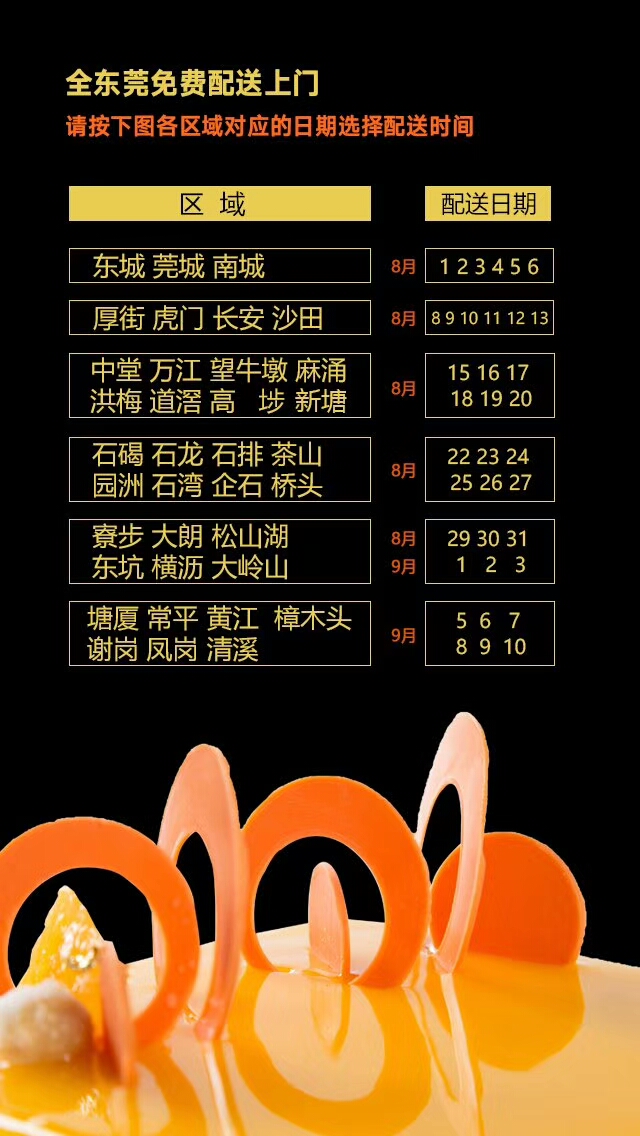 全东莞免费配送上门
请按下图各区域对应的日期选择配送时间
区 域 配送日期
东城 莞城 南城 8月 1 2 3 4 5 6
厚街 虎门 长安 沙田 8月 8 9 10 11 12 13
中堂 万江 望牛墩 麻涌 8月 15 16 17
洪梅 道滘 高 埗 新塘 18 19 20
石碣 石龙 石排 茶山 8月 22 23 24
园洲 石湾 企石 桥头 25 26 27
寮步 大朗 松山湖 8月 29 30 31
东坑 横沥 大岭山 9月 1 2 3
塘厦 常平 黄江 樟木头 9月 5 6 7
谢岗 凤岗 清溪 8 9 10